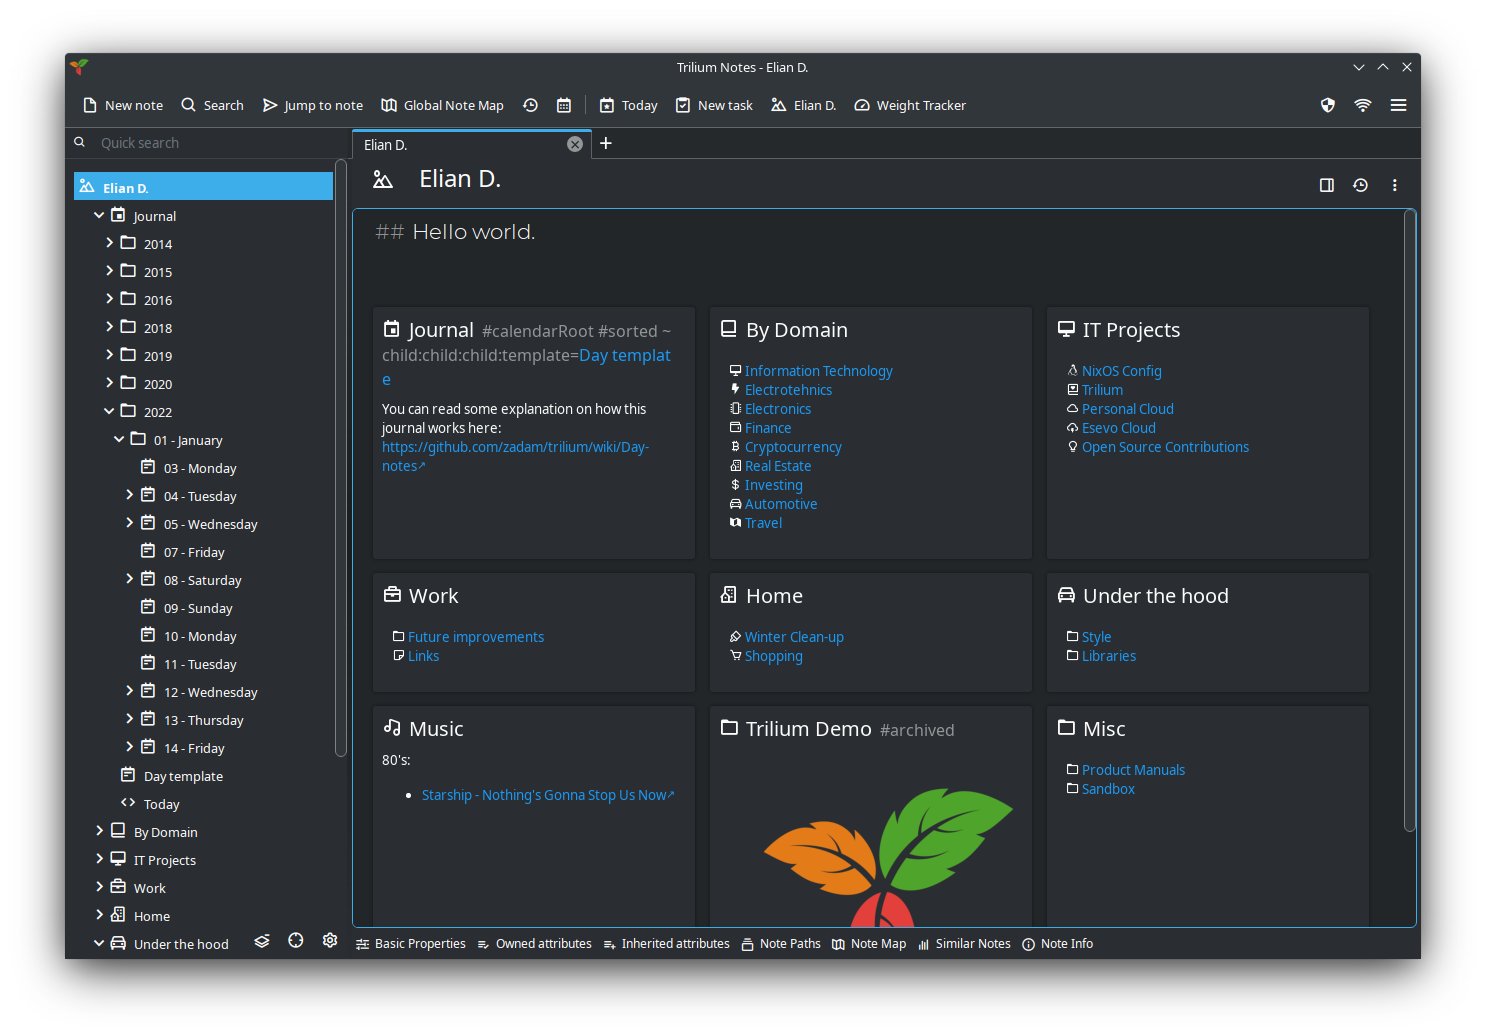 Trilium Notes - Elian D.
New note
Search
Jump to note
Global Note Map
Today
New task
Elian D.
Weight Tracker
Quick search
Elian D.
Journal
2014
2015
2016
2018
2019
2020
2022
01 - January
03 - Monday
04 - Tuesday
05 - Wednesday
07 - Friday
08 - Saturday
09 - Sunday
10 - Monday
11 - Tuesday
12 - Wednesday
13 - Thursday
14 - Friday
Day template
Today
By Domain
IT Projects
Work
Home
Under the hood
Elian D.
Elian D.
## Hello world.
Journal #calendarRoot #sorted ~
child:child:child:template=Day templat
e
You can read some explanation on how this
journal works here:
https://github.com/zadam/trilium/wiki/Day-
notes
By Domain
Information Technology
Electrotehnics
Electronics
Finance
Cryptocurrency
Real Estate
Investing
Automotive
Travel
IT Projects
NixOS Config
Trilium
Personal Cloud
Esevo Cloud
Open Source Contributions
Work
Future improvements
Links
Home
Winter Clean-up
Shopping
Under the hood
Style
Libraries
Music
80's:
Starship - Nothing's Gonna Stop Us Now
Trilium Demo #archived
Misc
Product Manuals
Sandbox
Basic Properties
Owned attributes
Inherited attributes
Note Paths
Note Map
Similar Notes
Note Info